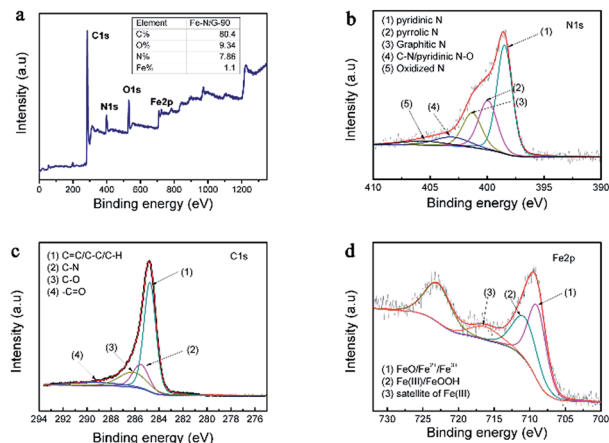 a
Element Fe-N/G-90
C% 80.4
O% 9.34
N% 7.86
Fe% 1.1
C1s
N1s
O1s
Fe2p
Intensity (a.u)
0 200 400 600 800 1000 1200
Binding energy (eV)
b
N1s
(1) pyridinic N
(2) pyrrolic N
(3) Graphitic N
(4) C-N/pyridinic N-O
(5) Oxidized N
(1)
(2)
(3)
(4)
(5)
Intensity (a.u)
410 405 400 395 390
Binding energy (eV)
c
C1s
(1) C=C/C-C/C-H
(2) C-N
(3) C-O
(4) -C=O
(1)
(2)
(3)
(4)
Intensity (a.u)
294 292 290 288 286 284 282 280 278 276
Binding energy (eV)
d
Fe2p
(3)
(2)
(1)
(1) FeO/Fe2+/Fe3+
(2) Fe(III)/FeOOH
(3) satellite of Fe(III)
Intensity (a.u)
730 724 718 712 706 700
Binding energy (eV)